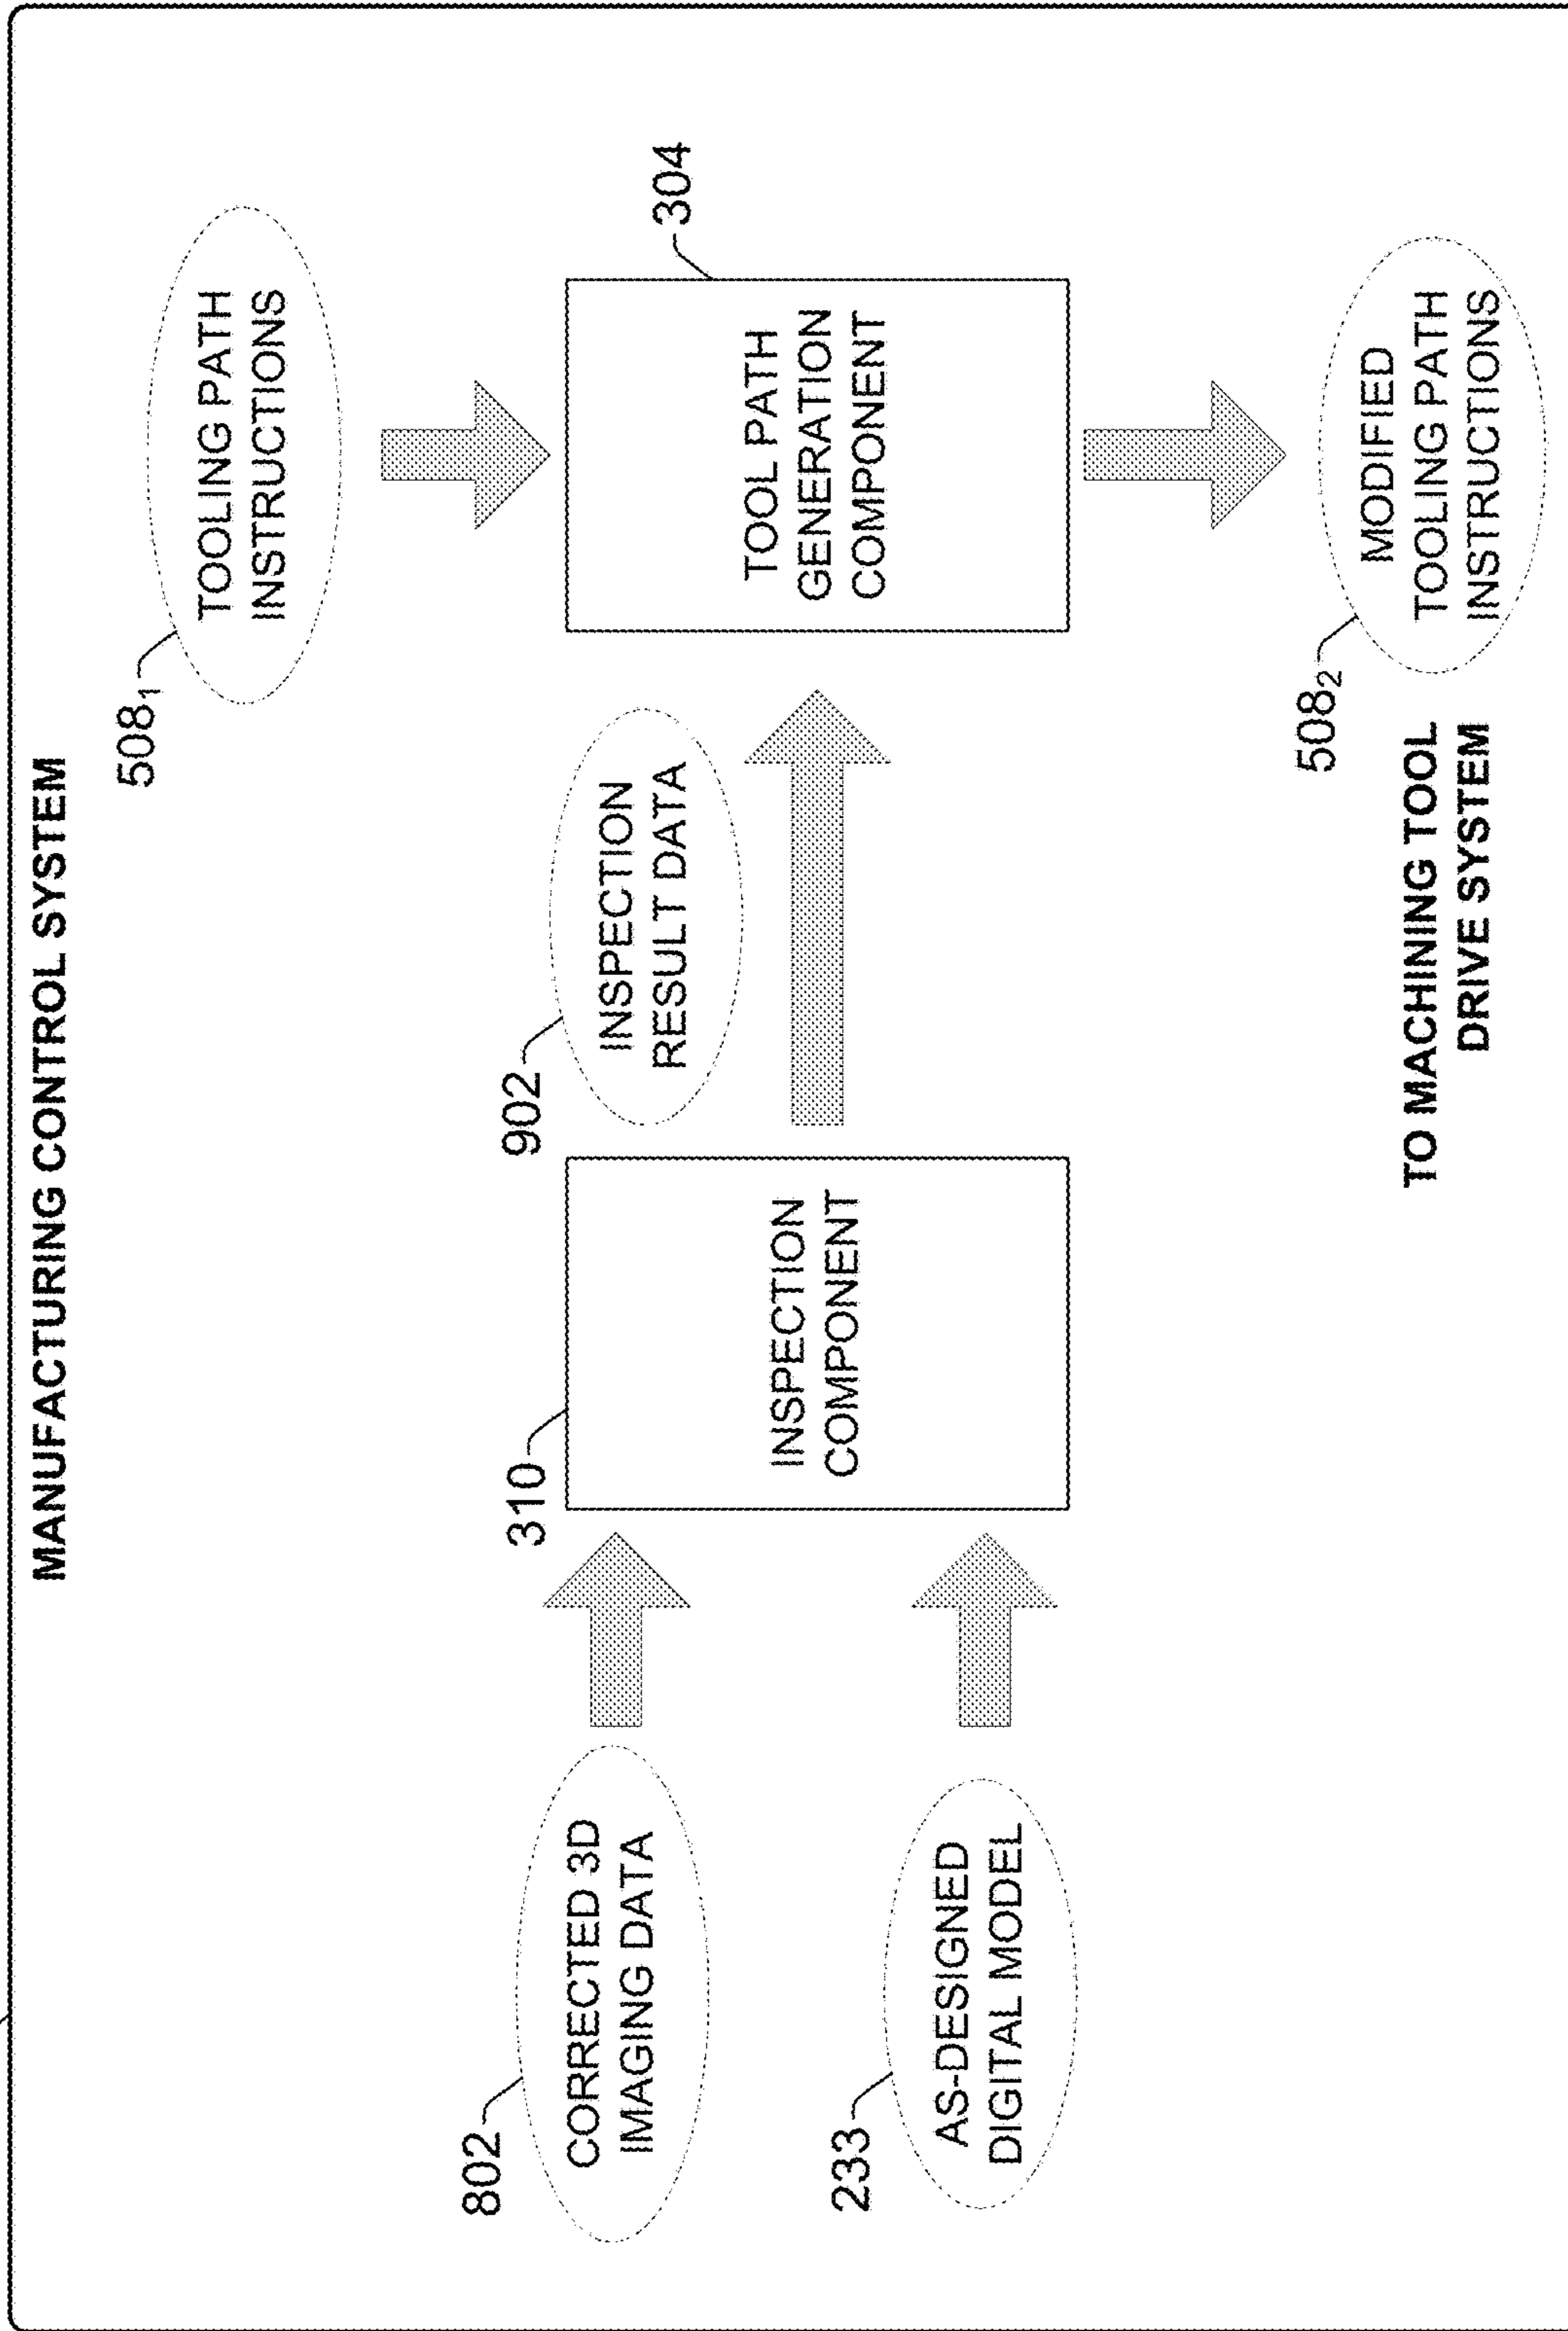 MANUFACTURING CONTROL SYSTEM
508₁
TOOLING PATH
INSTRUCTIONS
802
CORRECTED 3D
IMAGING DATA
310
INSPECTION
COMPONENT
902
INSPECTION
RESULT DATA
304
TOOL PATH
GENERATION
COMPONENT
233
AS-DESIGNED
DIGITAL MODEL
508₂
MODIFIED
TOOLING PATH
INSTRUCTIONS
TO MACHINING TOOL
DRIVE SYSTEM